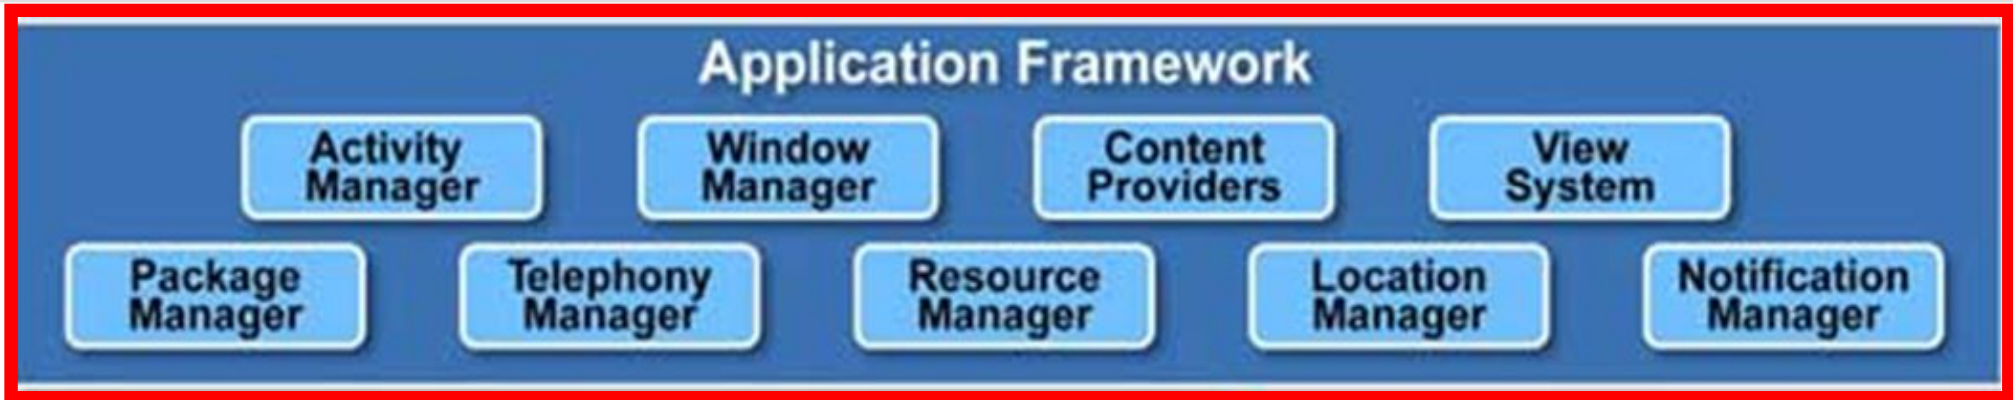 Application Framework
Activity
Manager
Window
Manager
Content
Providers
View
System
Package
Manager
Telephony
Manager
Resource
Manager
Location
Manager
Notification
Manager